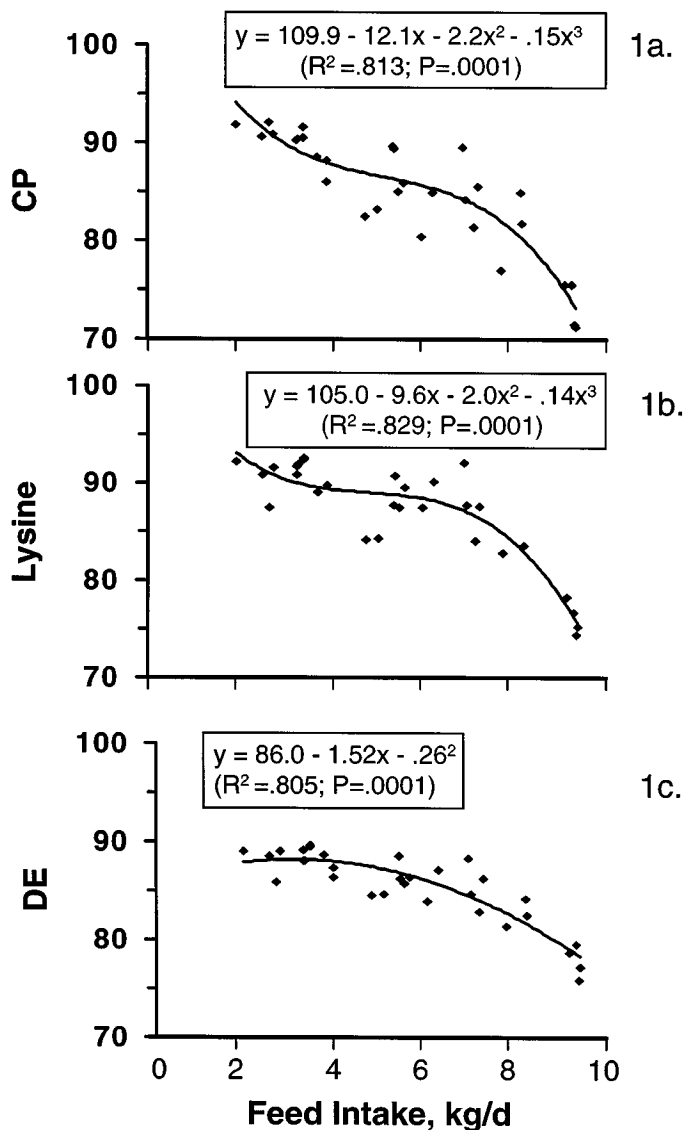 y = 109.9 - 12.1x - 2.2x² - .15x³
(R² =.813; P=.0001)
1a.
100
90
80
70
CP
y = 105.0 - 9.6x - 2.0x² - .14x³
(R² =.829; P=.0001)
1b.
100
90
80
70
Lysine
y = 86.0 - 1.52x - .26²
(R² =.805; P=.0001)
1c.
100
90
80
70
DE
0 2 4 6 8 10
Feed Intake, kg/d